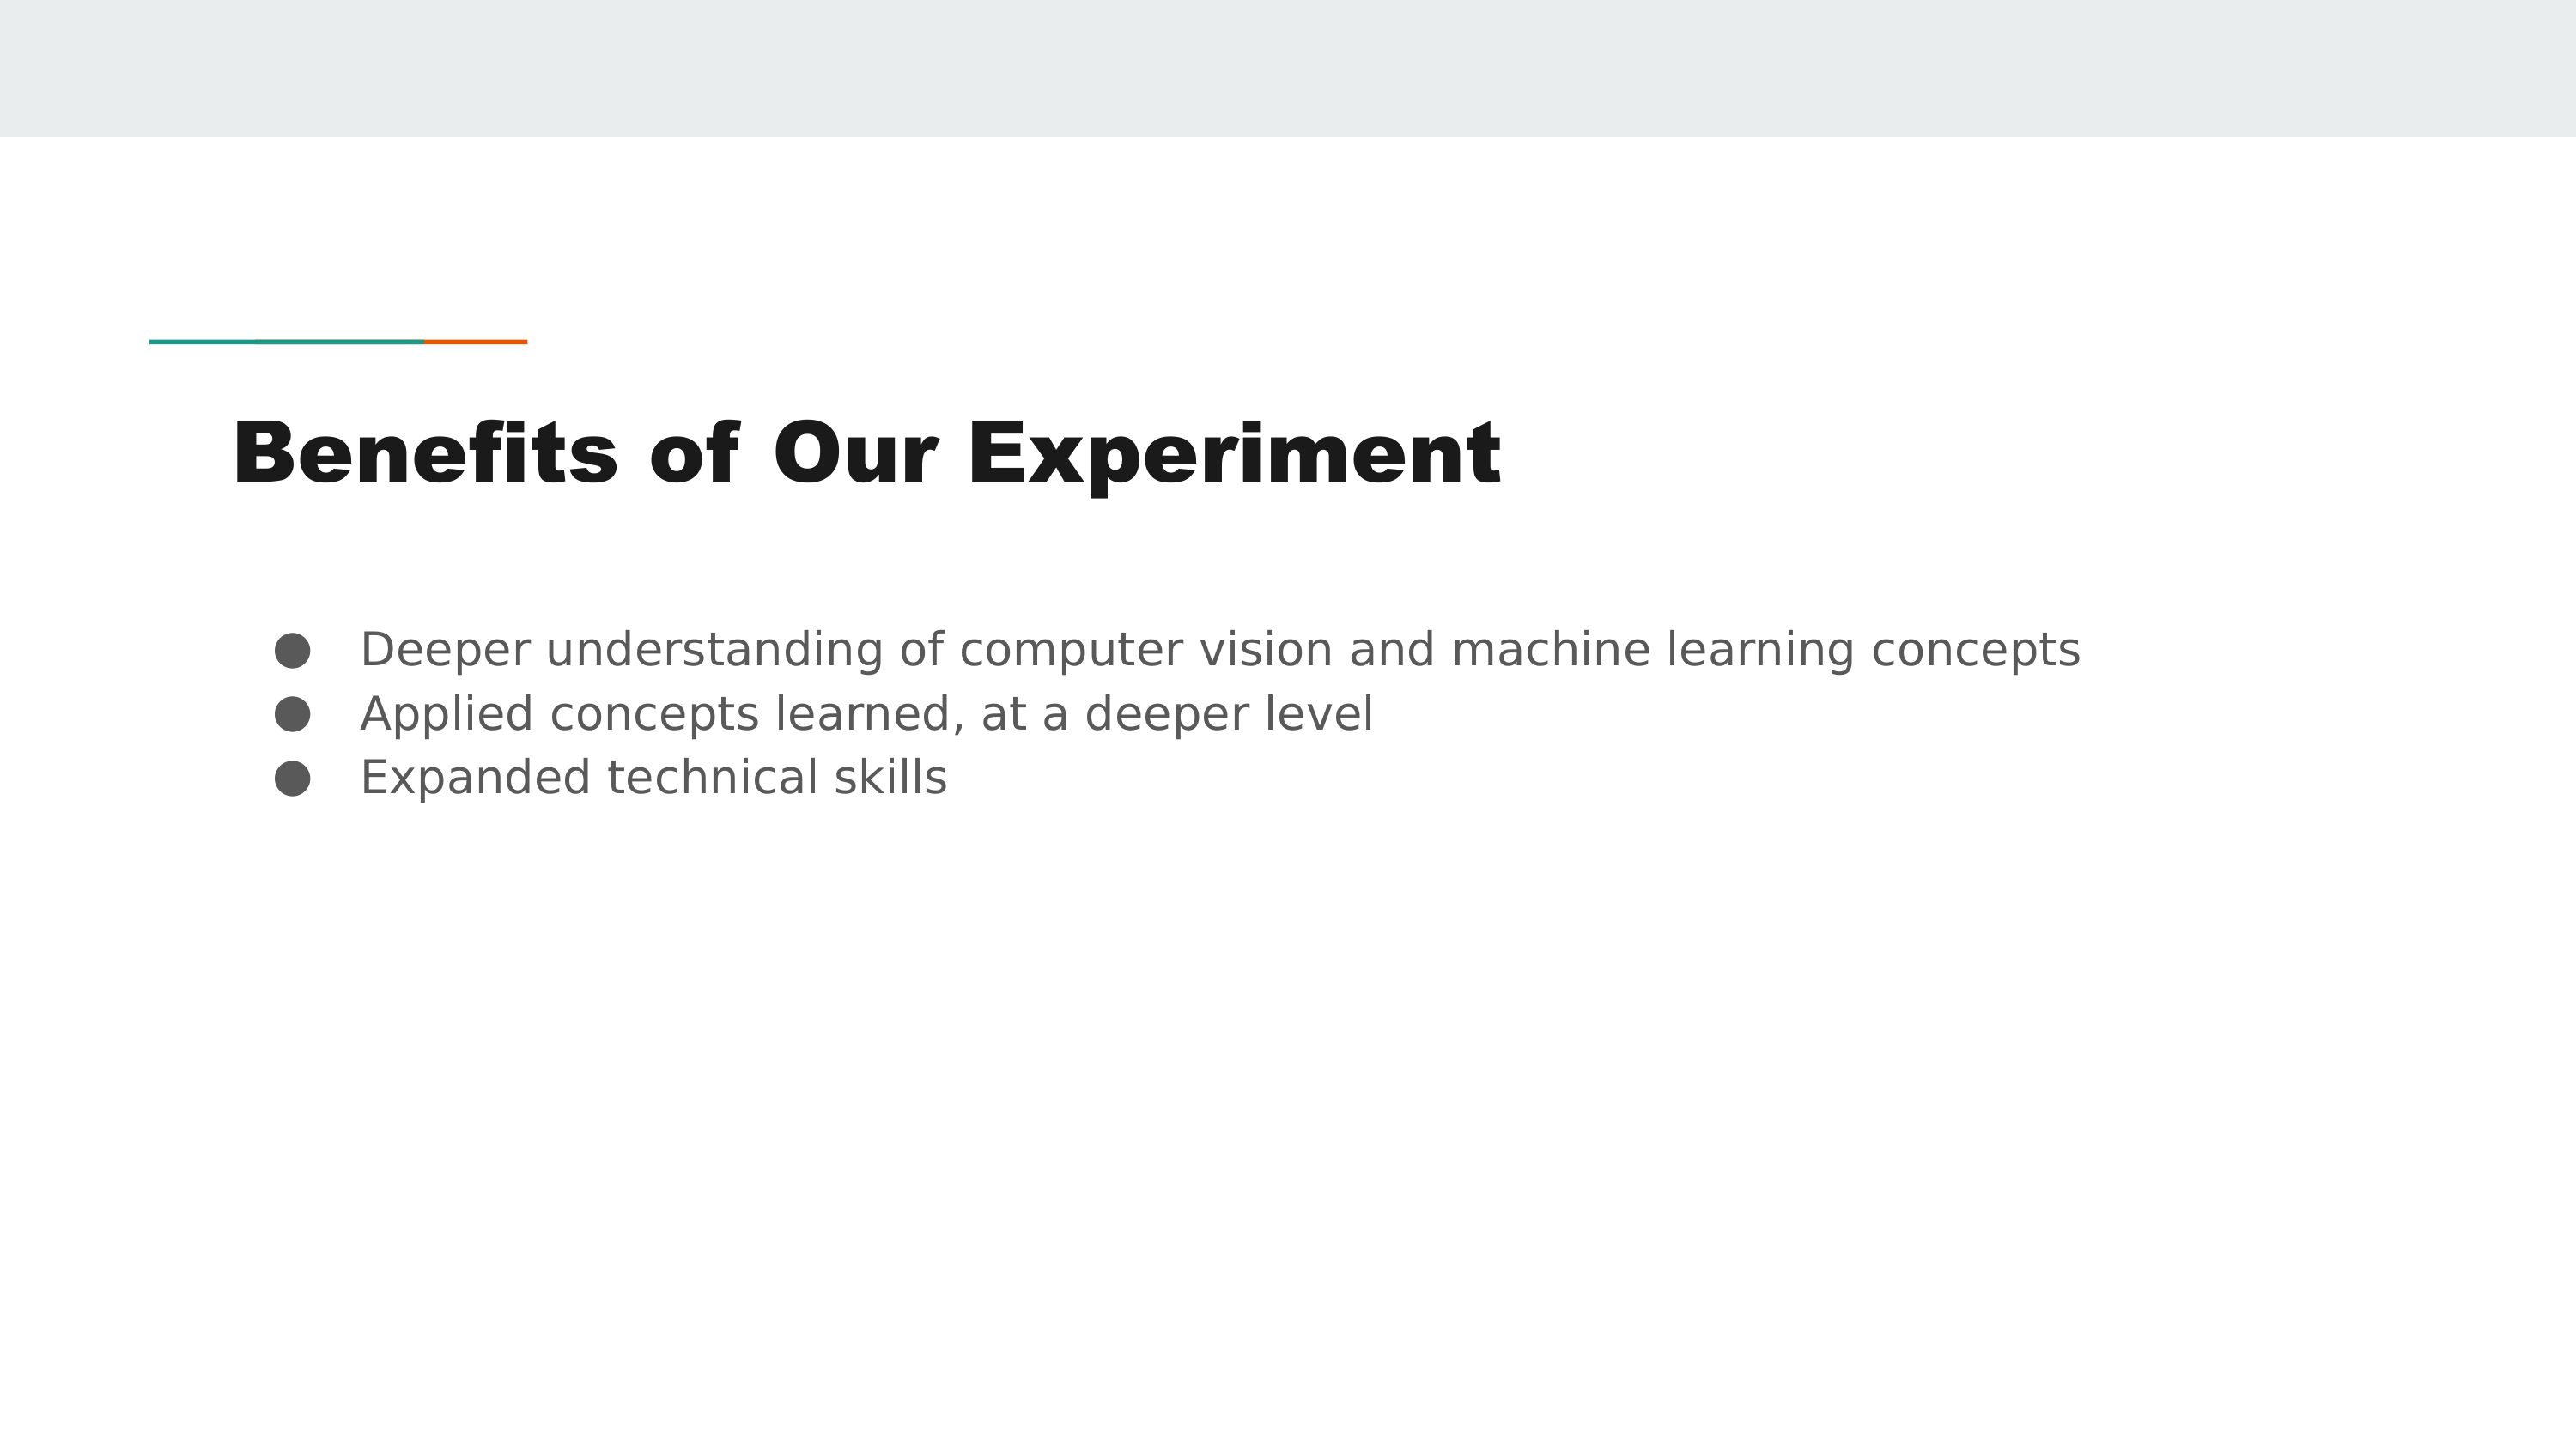 Benefits of Our Experiment
● Deeper understanding of computer vision and machine learning concepts
● Applied concepts learned, at a deeper level
● Expanded technical skills